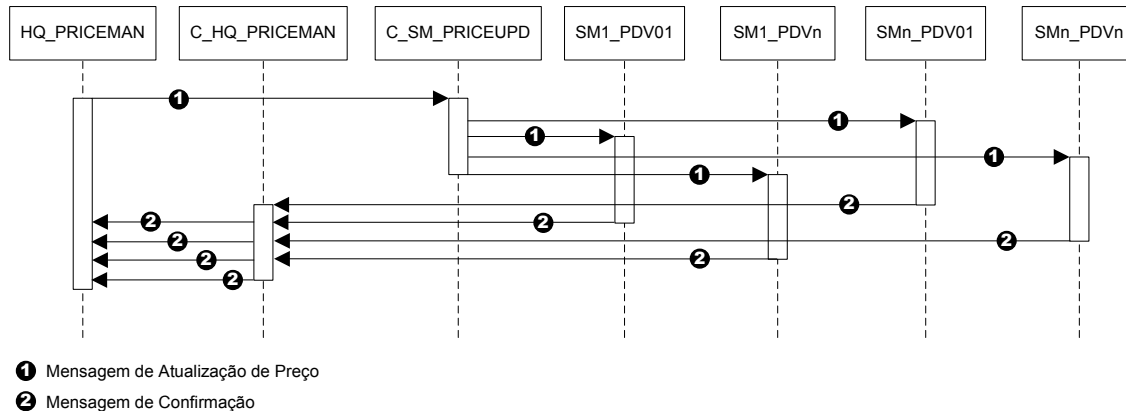 HQ_PRICEMAN
C_HQ_PRICEMAN
C_SM_PRICEUPD
SM1_PDV01
SM1_PDVn
SMn_PDV01
SMn_PDVn
1
1
1
1
1
2
2
2
2
2
2
2
2
1 Mensagem de Atualização de Preço
2 Mensagem de Confirmação